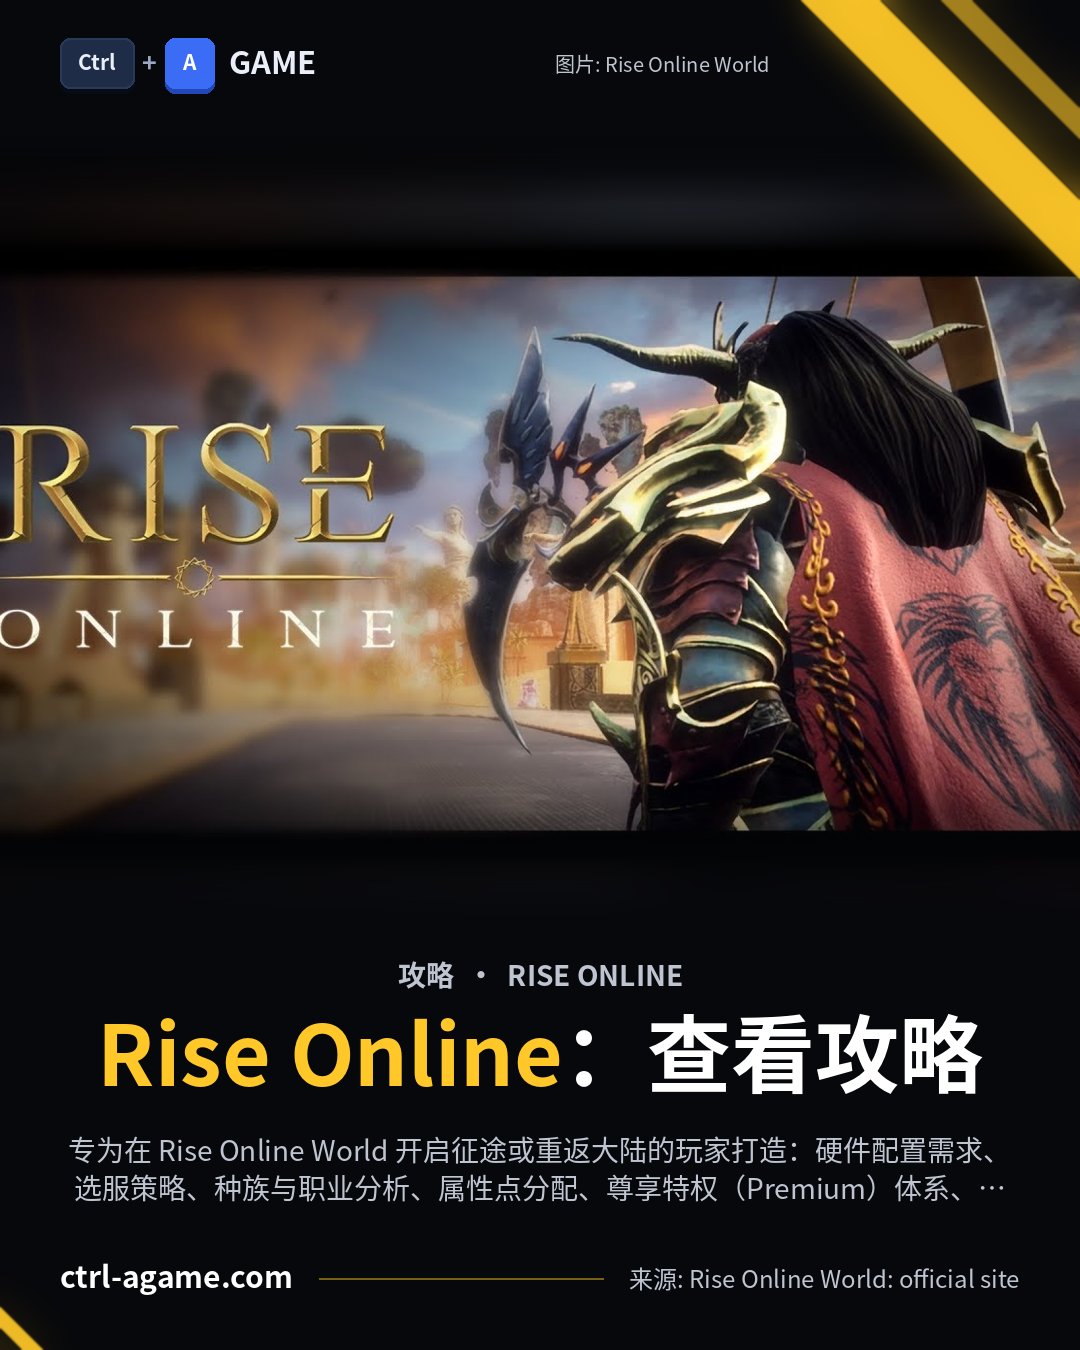 Ctrl + A GAME
图片: Rise Online World
RISE
ONLINE
攻略 • RISE ONLINE
Rise Online：查看攻略
专为在 Rise Online World 开启征途或重返大陆的玩家打造：硬件配置需求、
选服策略、种族与职业分析、属性点分配、尊享特权（Premium）体系、…
ctrl-agame.com
来源: Rise Online World: official site